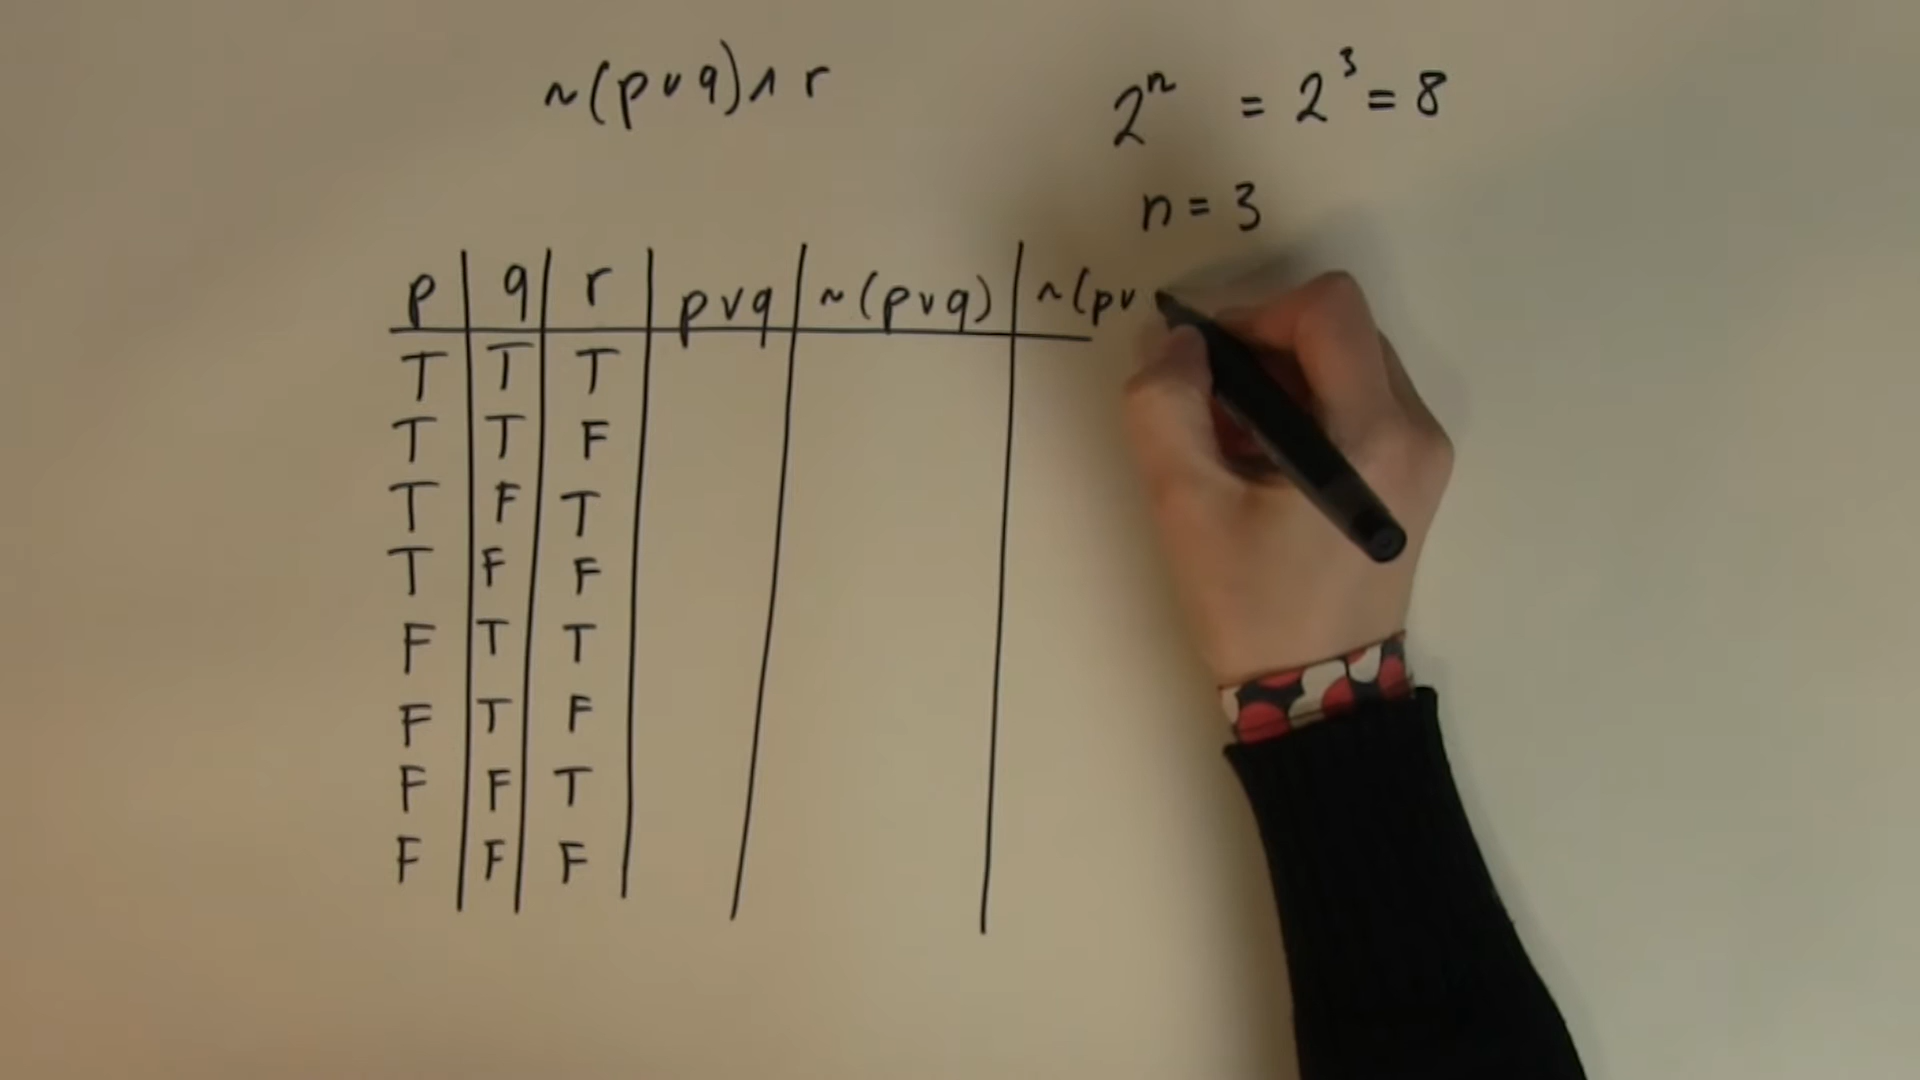 ~(p∨q)∧r
2ⁿ = 2³ = 8
n = 3
p q r p∨q ~(p∨q) ~(p∨
T T T
T T F
T F T
T F F
F T T
F T F
F F T
F F F